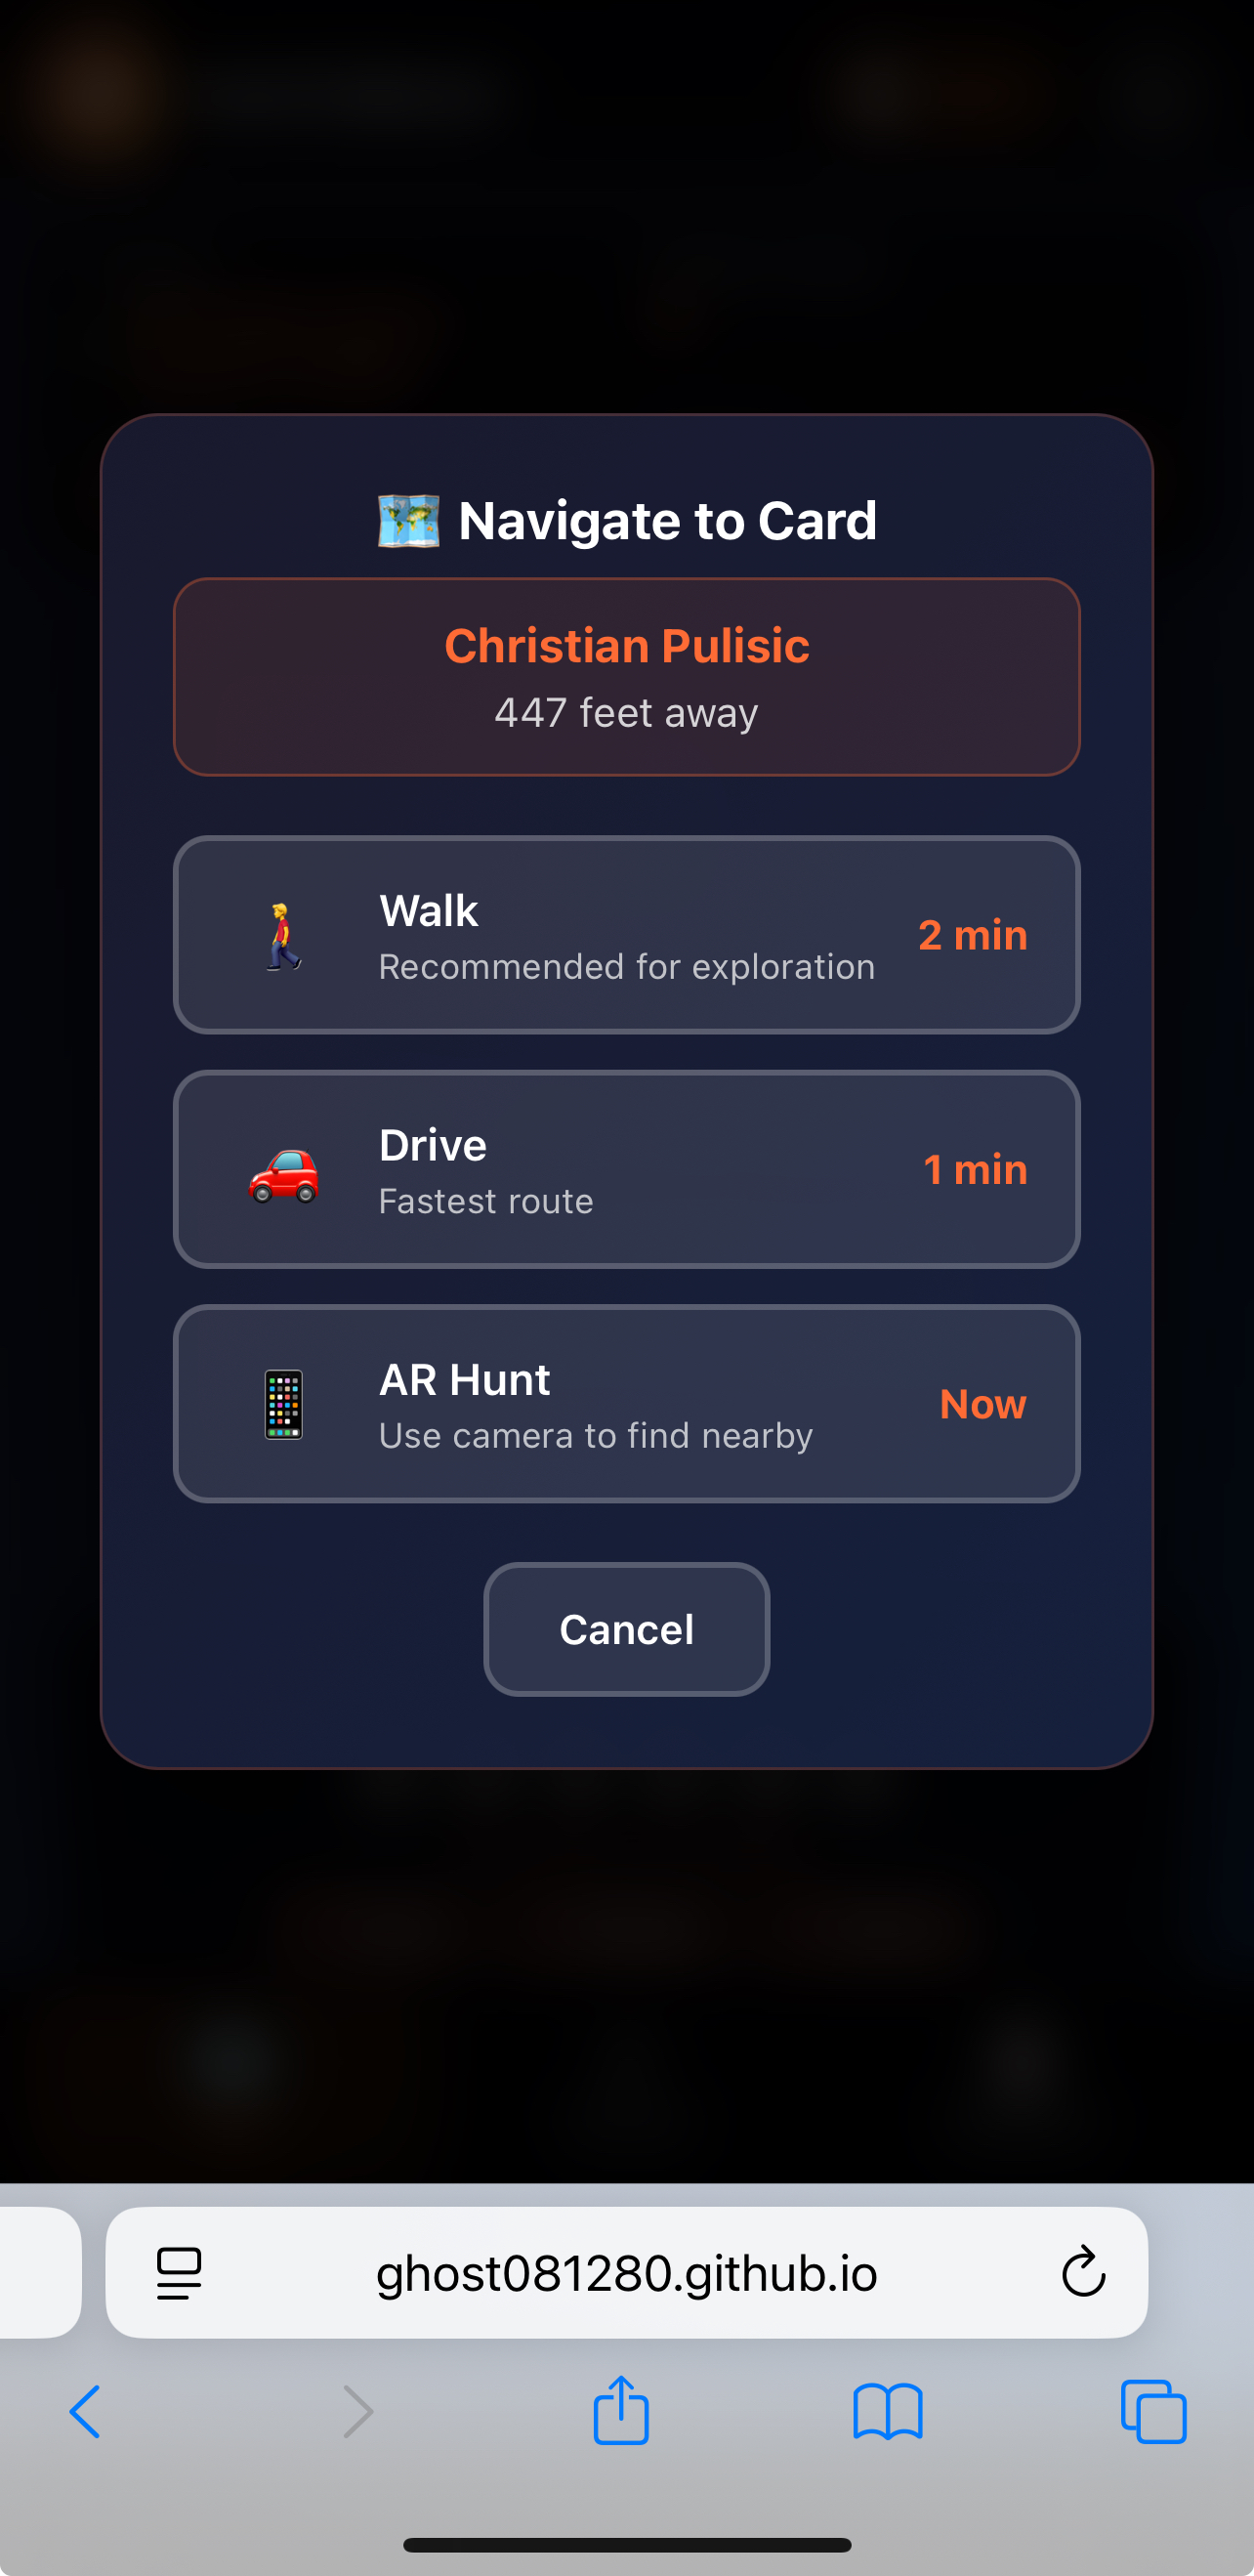 Navigate to Card
Christian Pulisic
447 feet away
Walk
Recommended for exploration
2 min
Drive
Fastest route
1 min
AR Hunt
Use camera to find nearby
Now
Cancel
ghost081280.github.io